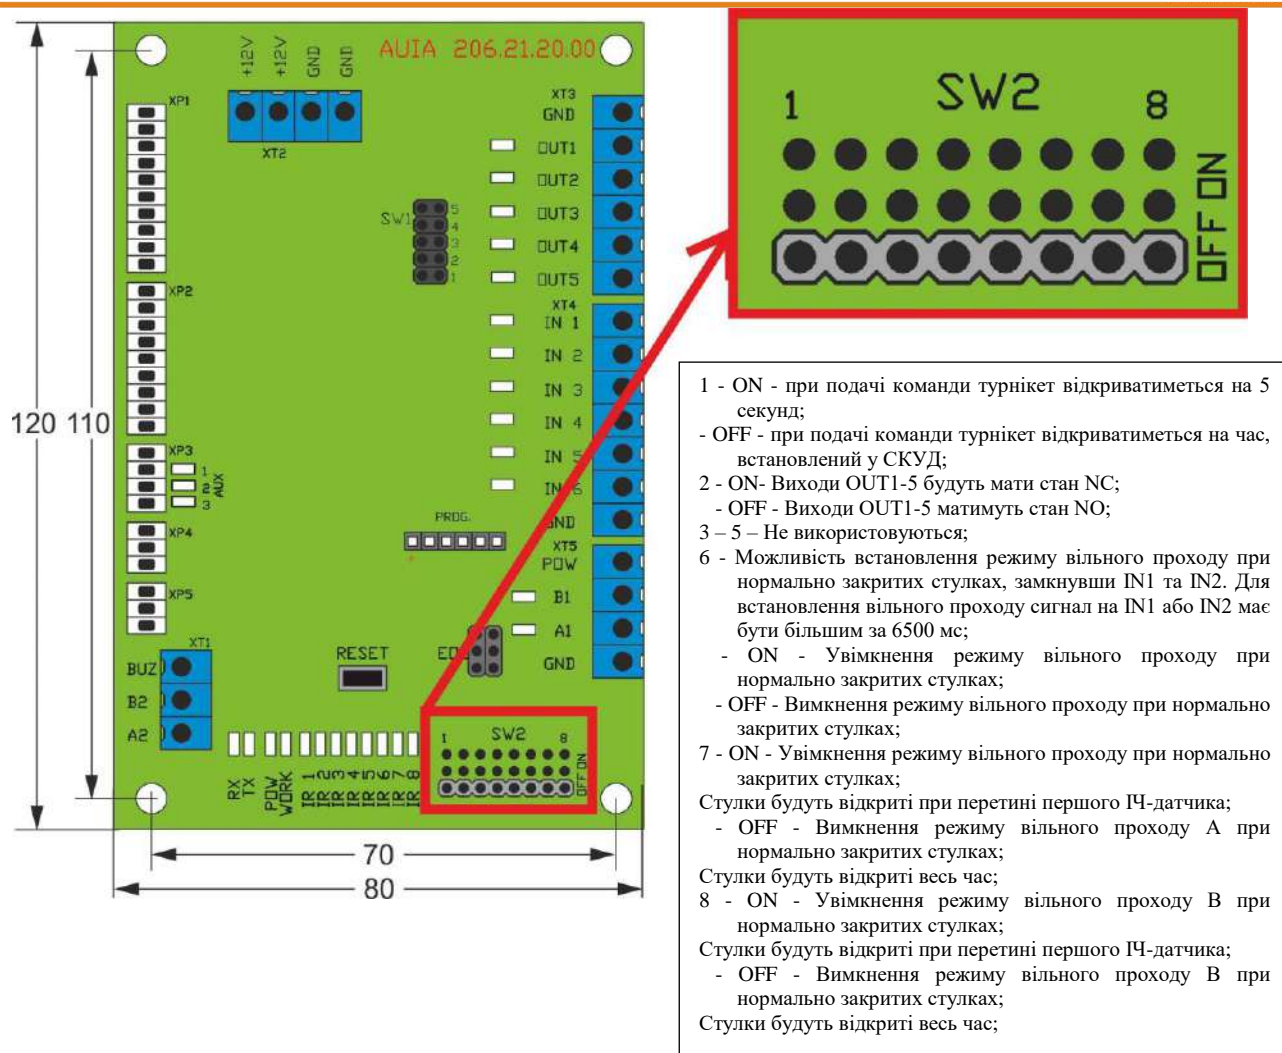 AUIA 206.21.20.00
+12V
+12V
GND
GND
XT2
XP1
XP2
XP3
1
2
3
AUX
XP4
XP5
XT1
BUZ
B2
A2
SW1
5
4
3
2
1
XT3
GND
OUT1
OUT2
OUT3
OUT4
OUT5
XT4
IN 1
IN 2
IN 3
IN 4
IN 5
IN 6
GND
XT5
POW
B1
A1
GND
PROG.
RESET
RX
TX
POW
WORK
IR 1
IR 2
IR 3
IR 4
IR 5
IR 6
IR 7
IR 8
1 SW2 8
OFF ON
120
110
70
80
SW2
1 8
OFF ON
1 - ON - при подачі команди турнікет відкриватиметься на 5
секунд;
- OFF - при подачі команди турнікет відкриватиметься на час,
встановлений у СКУД;
2 - ON- Виходи OUT1-5 будуть мати стан NC;
- OFF - Виходи OUT1-5 матимуть стан NO;
3 – 5 – Не використовуються;
6 - Можливість встановлення режиму вільного проходу при
нормально закритих стулках, замкнувши IN1 та IN2. Для
встановлення вільного проходу сигнал на IN1 або IN2 має
бути більшим за 6500 мс;
- ON - Увімкнення режиму вільного проходу при
нормально закритих стулках;
- OFF - Вимкнення режиму вільного проходу при нормально
закритих стулках;
7 - ON - Увімкнення режиму вільного проходу при нормально
закритих стулках;
Стулки будуть відкриті при перетині першого ІЧ-датчика;
- OFF - Вимкнення режиму вільного проходу А при
нормально закритих стулках;
Стулки будуть відкриті весь час;
8 - ON - Увімкнення режиму вільного проходу В при
нормально закритих стулках;
Стулки будуть відкриті при перетині першого ІЧ-датчика;
- OFF - Вимкнення режиму вільного проходу В при
нормально закритих стулках;
Стулки будуть відкриті весь час;